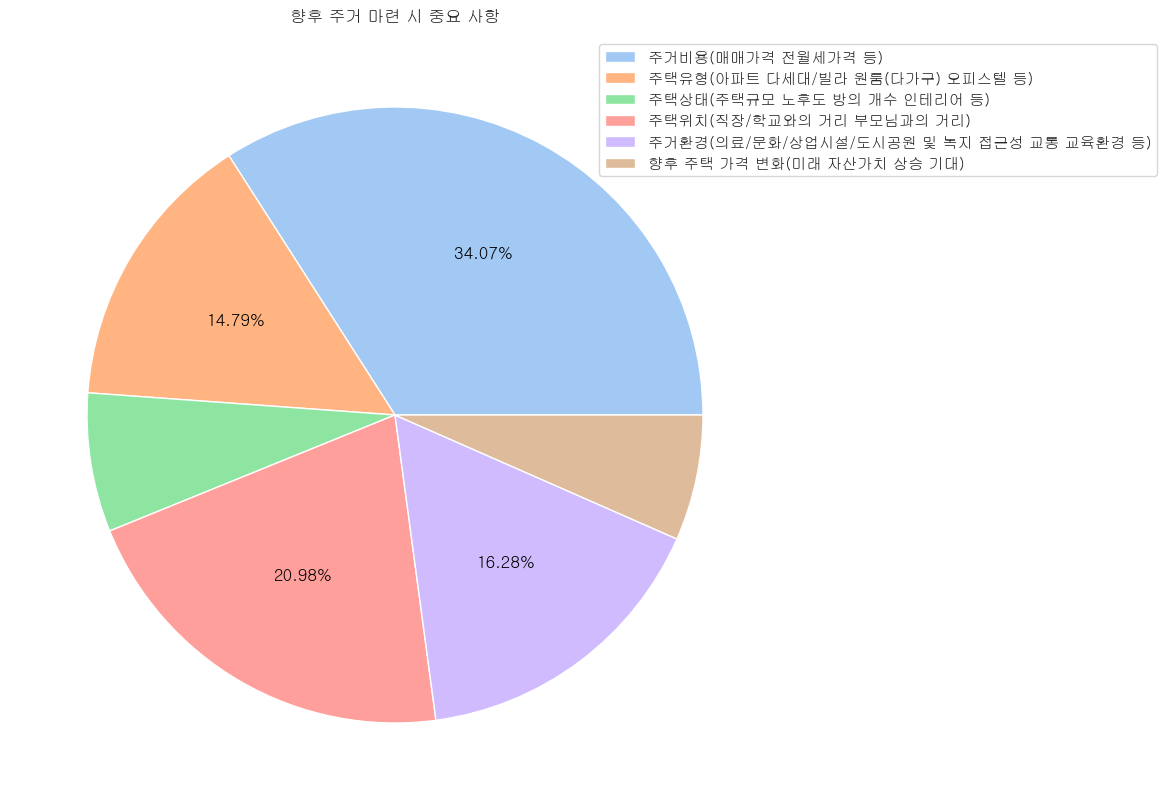 향후 주거 마련 시 중요 사항
주거비용(매매가격 전월세가격 등)
주택유형(아파트 다세대/빌라 원룸(다가구) 오피스텔 등)
주택상태(주택규모 노후도 방의 개수 인테리어 등)
주택위치(직장/학교와의 거리 부모님과의 거리)
주거환경(의료/문화/상업시설/도시공원 및 녹지 접근성 교통 교육환경 등)
향후 주택 가격 변화(미래 자산가치 상승 기대)
34.07%
14.79%
16.28%
20.98%